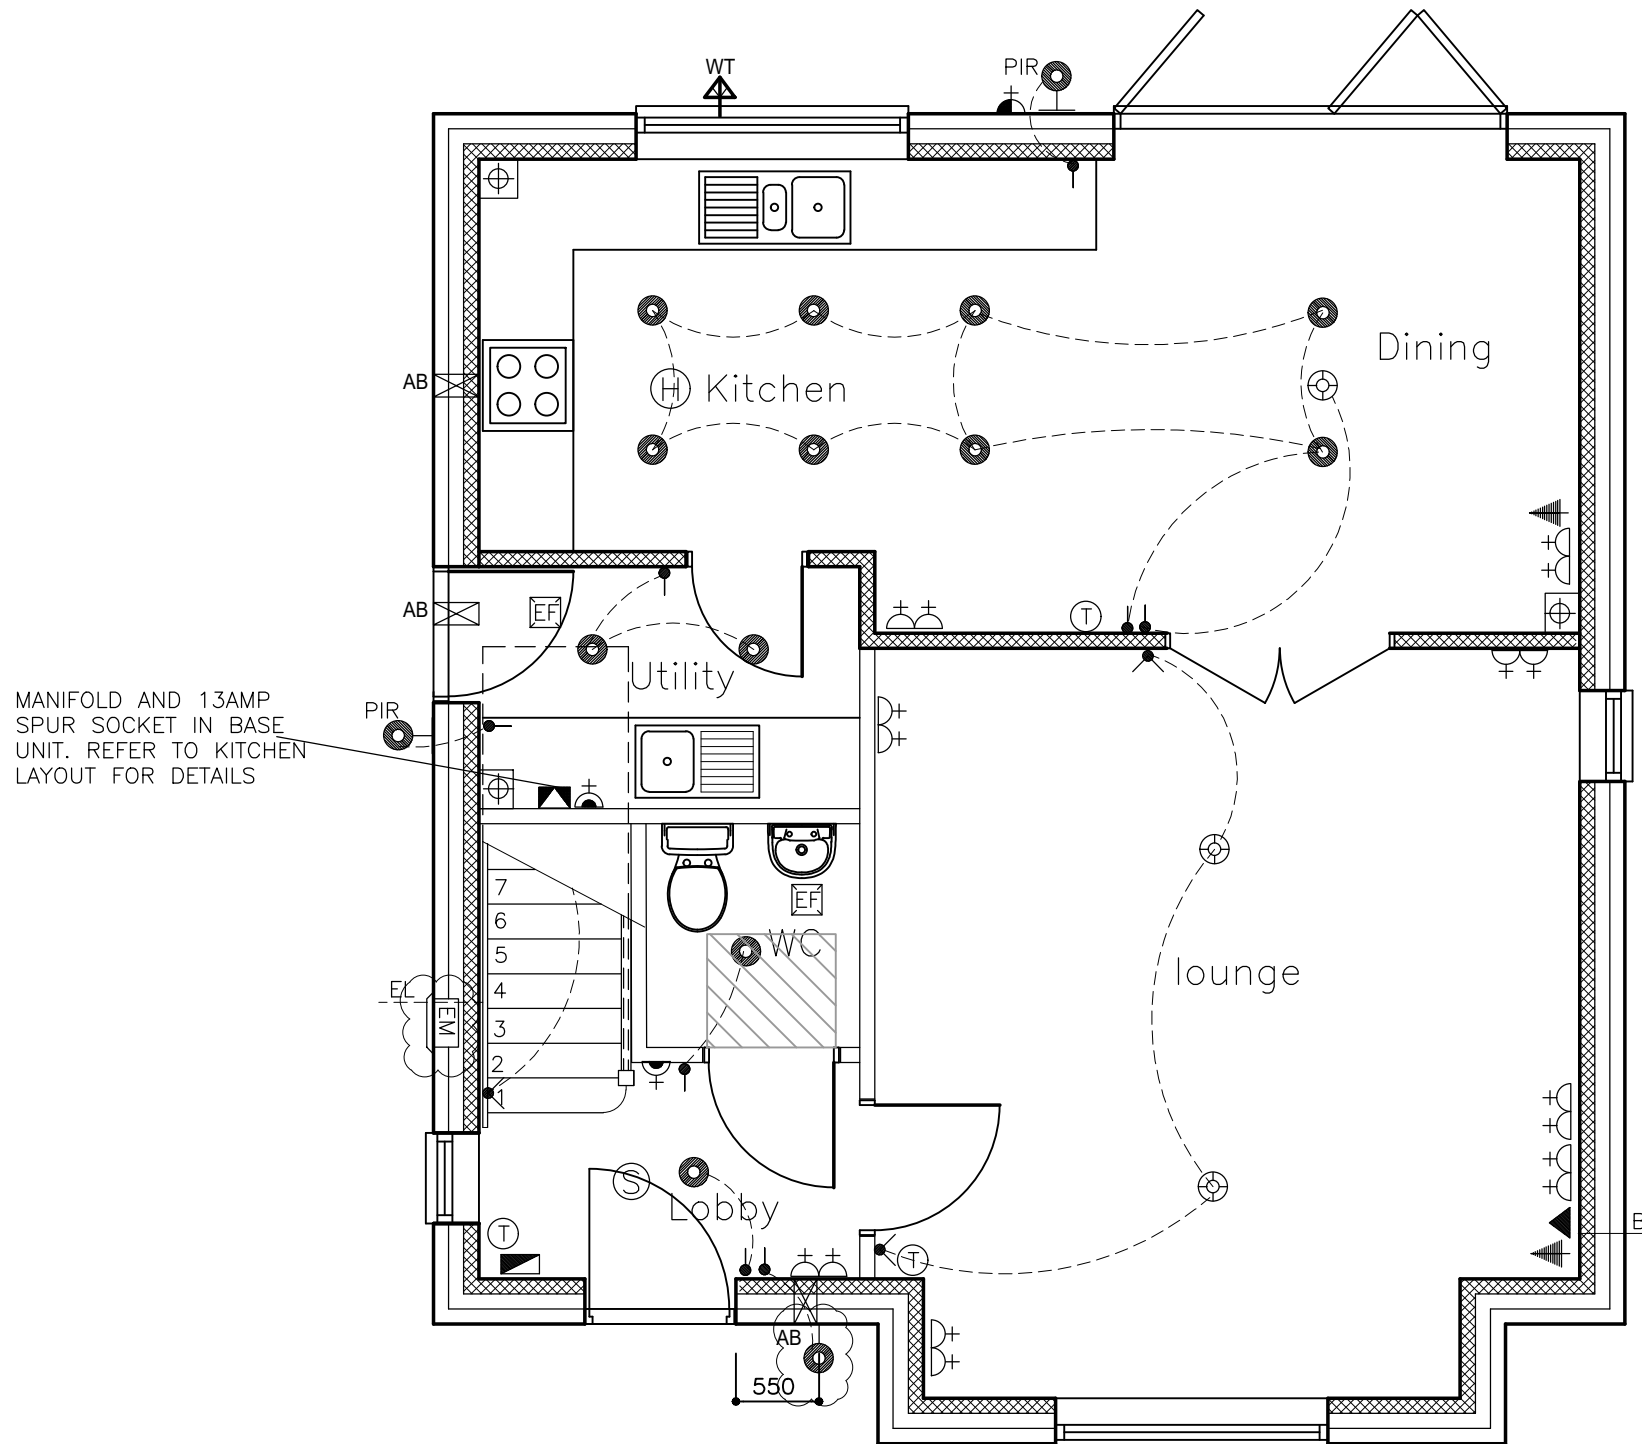 WT
PIR
Dining
AB
H Kitchen
AB
EF
T
Utility
MANIFOLD AND 13AMP
SPUR SOCKET IN BASE
UNIT. REFER TO KITCHEN
LAYOUT FOR DETAILS
PIR
7
EF
6
5
WC
4
EL
lounge
3
EM
2
1
S
Lobby
T
T
AB
550